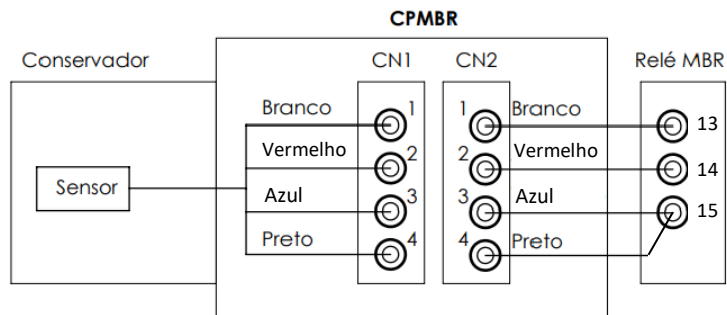 CPMBR
Conservador CN1 CN2 Relé MBR
Branco 1 1 Branco 13
Vermelho 2 2 Vermelho 14
Sensor Azul 3 3 Azul 15
Preto 4 4 Preto